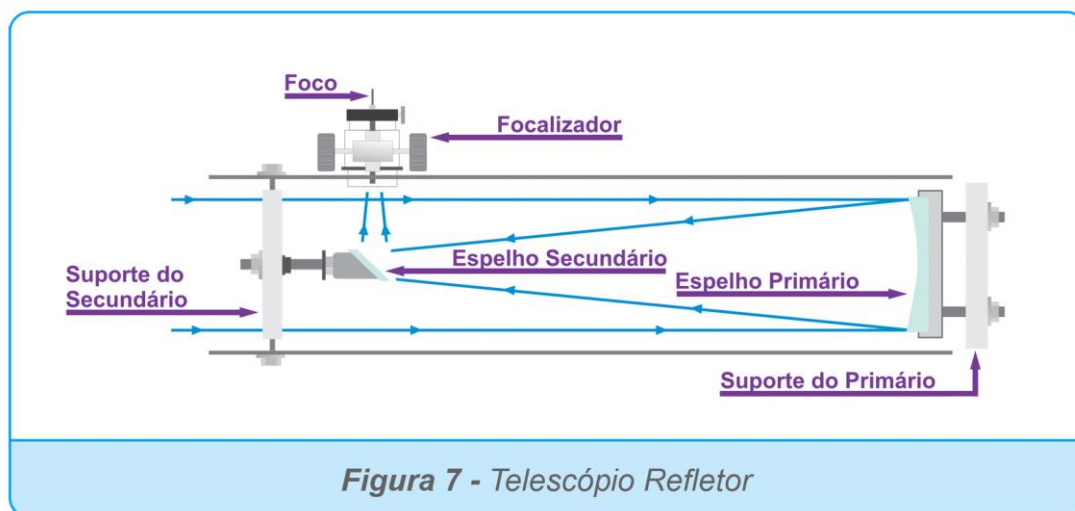 Foco
Focalizador
Espelho Secundário
Suporte do
Secundário
Espelho Primário
Suporte do Primário
Figura 7 - Telescópio Refletor